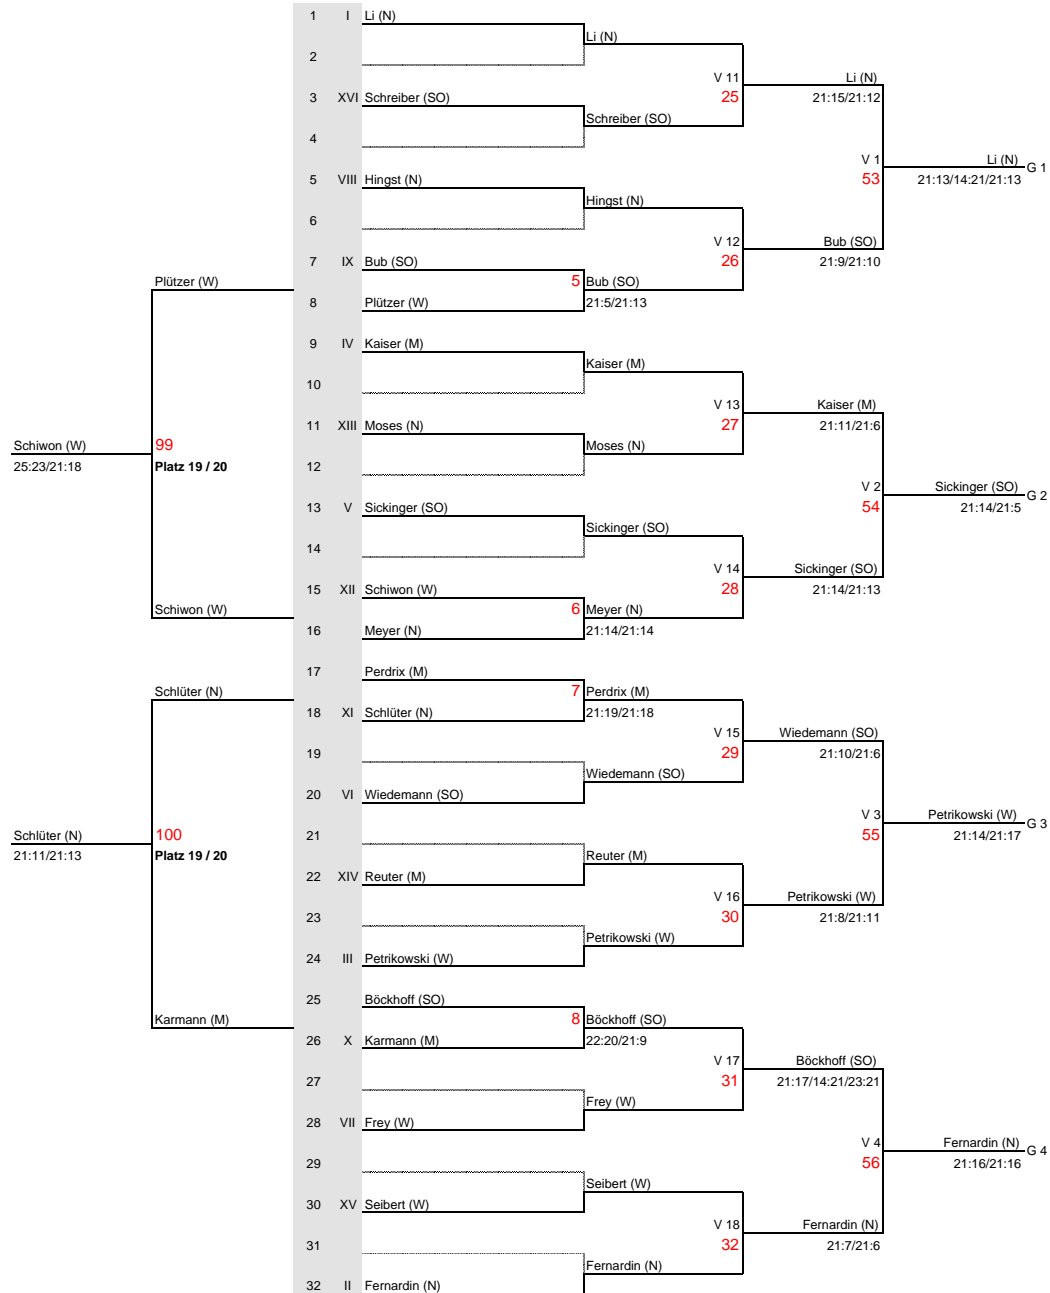 1 I Li (N)
Li (N)
2
V 11 Li (N)
3 XVI Schreiber (SO) 25 21:15/21:12
Schreiber (SO)
4
V 1 Li (N) G 1
5 VIII Hingst (N) 53 21:13/14:21/21:13
Hingst (N)
6
V 12 Bub (SO)
7 IX Bub (SO) 26 21:9/21:10
Plützer (W) 5 Bub (SO)
8 Plützer (W) 21:5/21:13
9 IV Kaiser (M)
Kaiser (M)
10
V 13 Kaiser (M)
11 XIII Moses (N) 27 21:11/21:6
Schiwon (W) 99 Moses (N)
25:23/21:18 Platz 19 / 20 12
V 2 Sickinger (SO) G 2
13 V Sickinger (SO) 54 21:14/21:5
Sickinger (SO)
14
V 14 Sickinger (SO)
15 XII Schiwon (W) 28 21:14/21:13
Schiwon (W) 6 Meyer (N)
16 Meyer (N) 21:14/21:14
17 Perdrix (M)
Schlüter (N) 7 Perdrix (M)
18 XI Schlüter (N) 21:19/21:18
V 15 Wiedemann (SO)
19 29 21:10/21:6
Wiedemann (SO)
20 VI Wiedemann (SO)
V 3 Petrikowski (W) G 3
Schlüter (N) 100 21 55 21:14/21:17
21:11/21:13 Platz 19 / 20 Reuter (M)
22 XIV Reuter (M)
V 16 Petrikowski (W)
23 30 21:8/21:11
Petrikowski (W)
24 III Petrikowski (W)
25 Böckhoff (SO)
Karmann (M) 8 Böckhoff (SO)
26 X Karmann (M) 22:20/21:9
V 17 Böckhoff (SO)
27 31 21:17/14:21/23:21
Frey (W)
28 VII Frey (W)
V 4 Fernardin (N) G 4
29 56 21:16/21:16
Seibert (W)
30 XV Seibert (W)
V 18 Fernardin (N)
31 32 21:7/21:6
Fernardin (N)
32 II Fernardin (N)